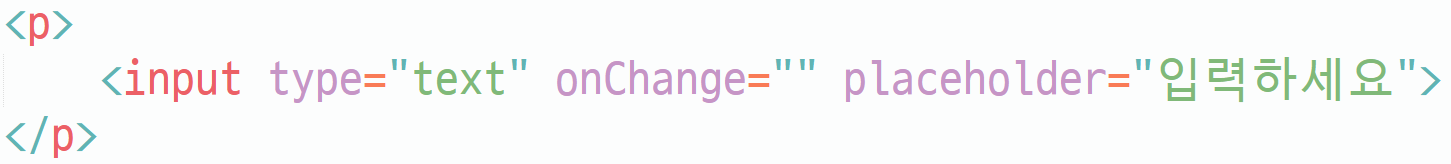 <p>
<input type="text" onChange="" placeholder="입력하세요">
</p>